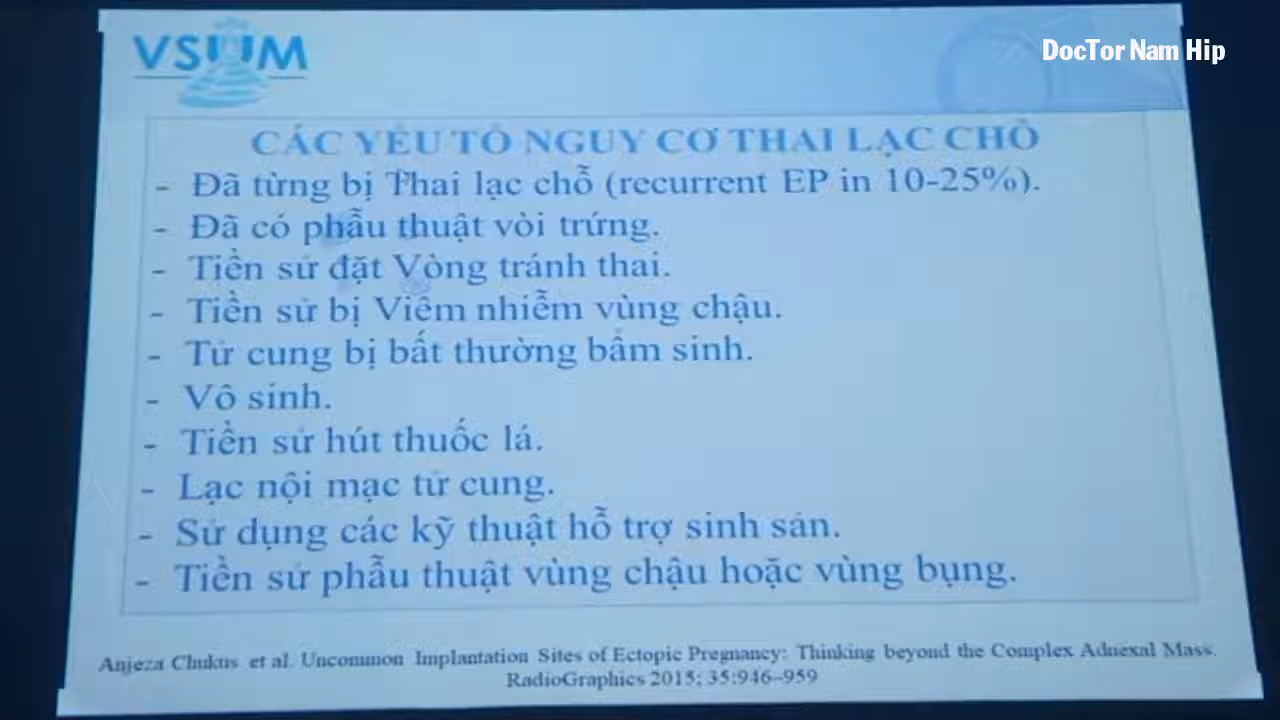 VSUM
DocTor Nam Hip
CÁC YẾU TỐ NGUY CƠ THAI LẠC CHỖ
- Đã từng bị Thai lạc chỗ (recurrent EP in 10-25%).
- Đã có phẫu thuật vòi trứng.
- Tiền sử đặt Vòng tránh thai.
- Tiền sử bị Viêm nhiễm vùng chậu.
- Tử cung bị bất thường bẩm sinh.
- Vô sinh.
- Tiền sử hút thuốc lá.
- Lạc nội mạc tử cung.
- Sử dụng các kỹ thuật hỗ trợ sinh sản.
- Tiền sử phẫu thuật vùng chậu hoặc vùng bụng.
Anjeza Chukus et al. Uncommon Implantation Sites of Ectopic Pregnancy: Thinking beyond the Complex Adnexal Mass.
RadioGraphics 2015; 35:946–959